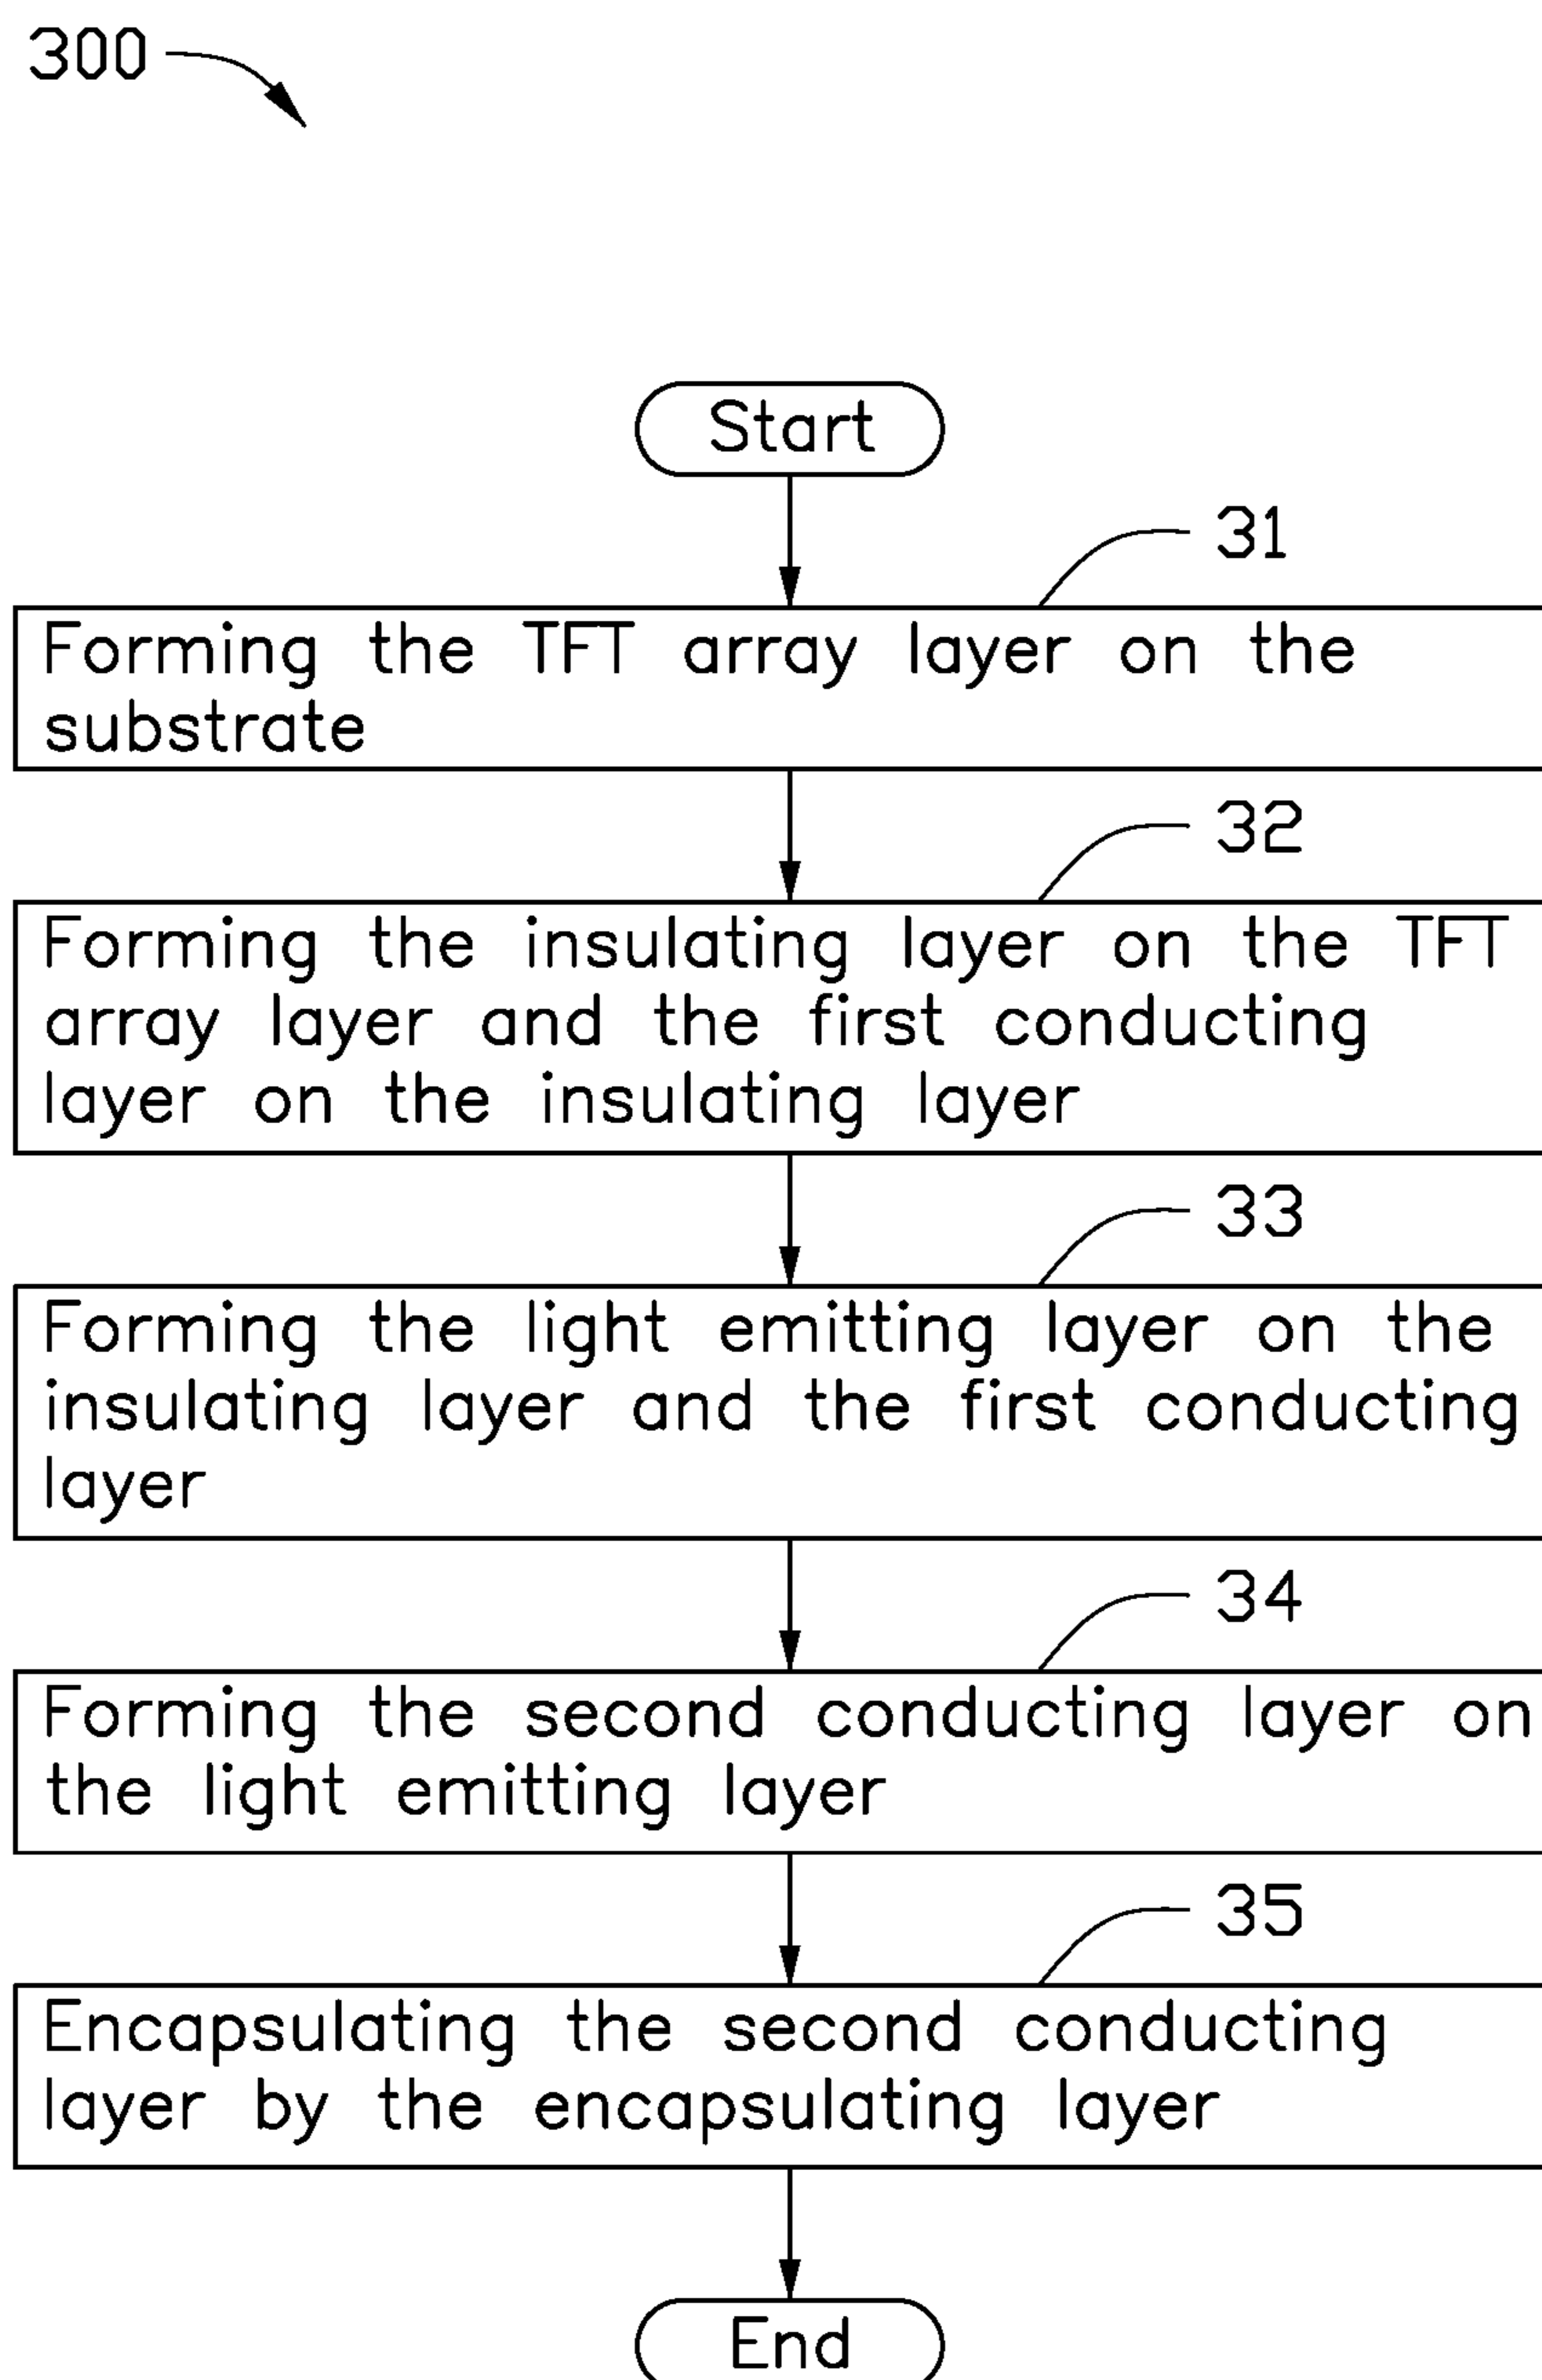 300
Start
31
Forming the TFT array layer on the
substrate
32
Forming the insulating layer on the TFT
array layer and the first conducting
layer on the insulating layer
33
Forming the light emitting layer on the
insulating layer and the first conducting
layer
34
Forming the second conducting layer on
the light emitting layer
35
Encapsulating the second conducting
layer by the encapsulating layer
End